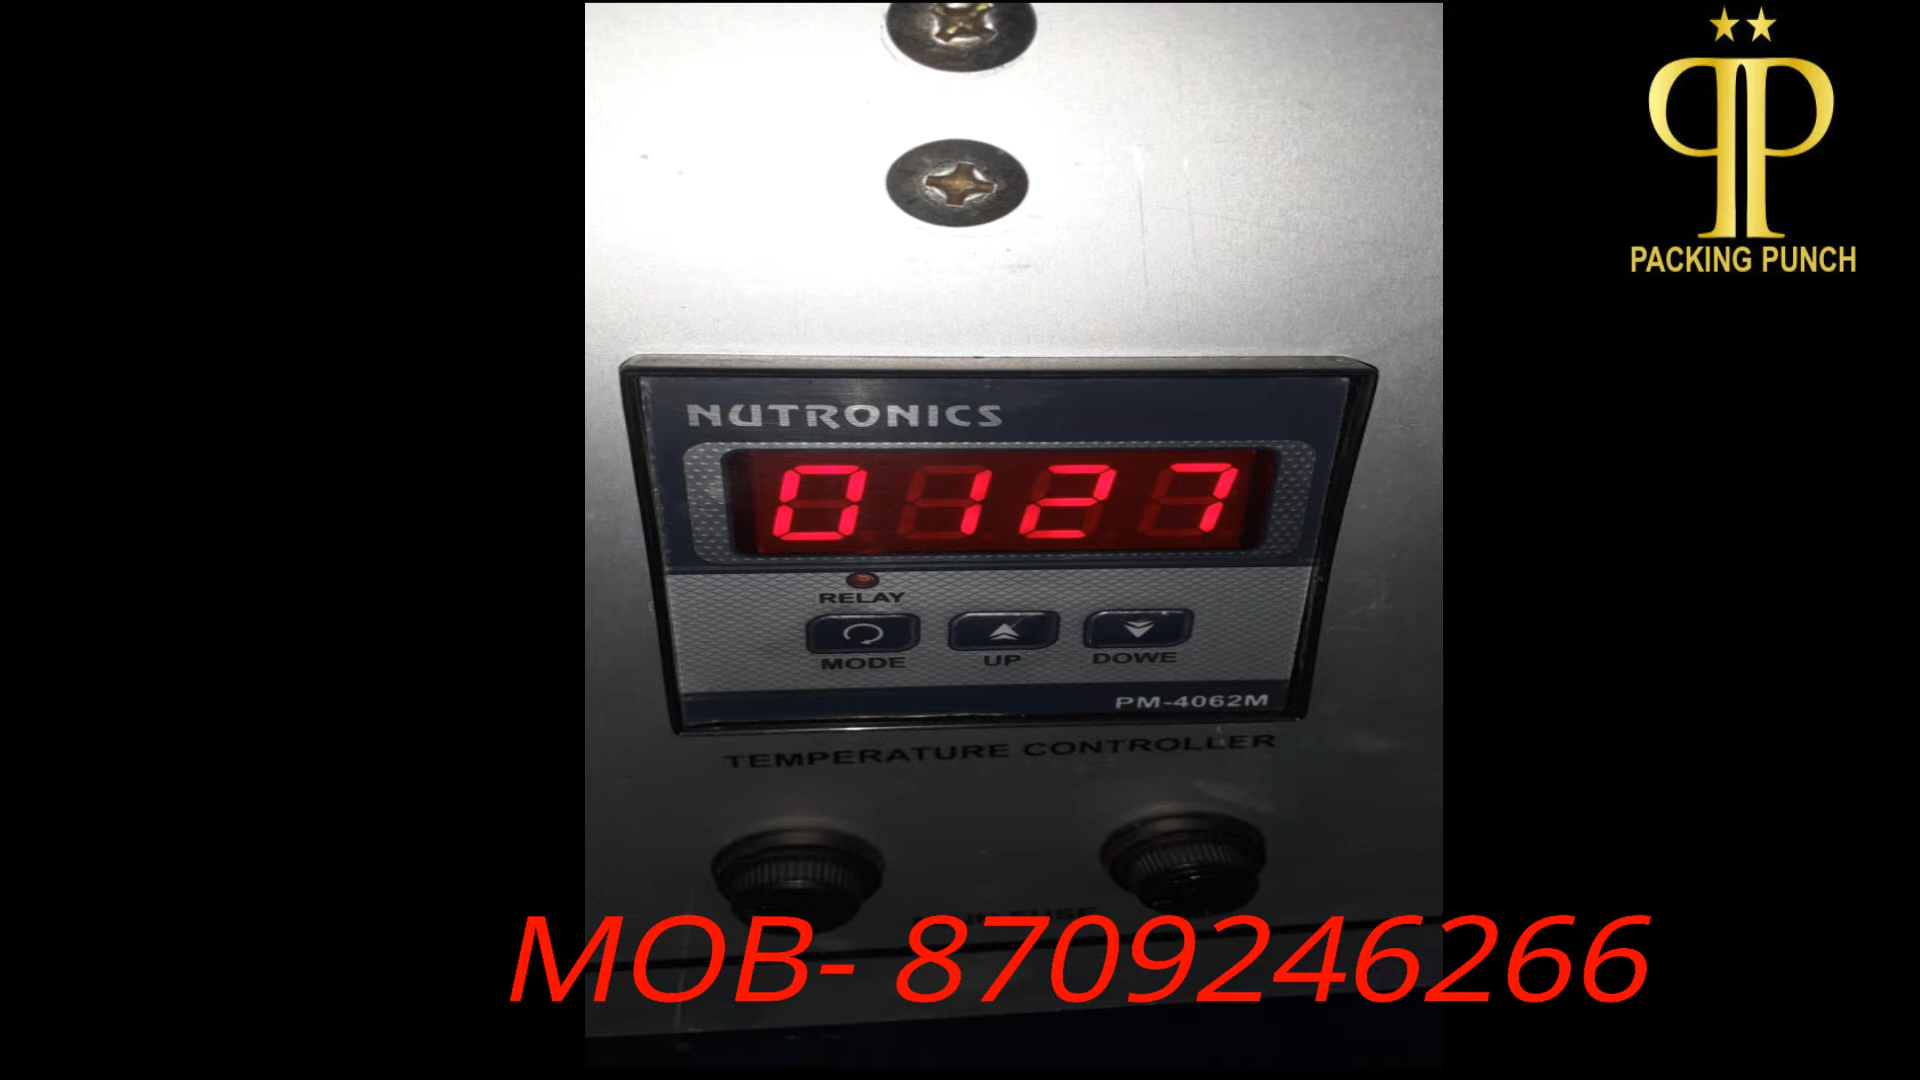 PACKING PUNCH
NUTRONICS
0127
RELAY
MODE UP DOWE
PM-4062M
TEMPERATURE CONTROLLER
MOB- 8709246266